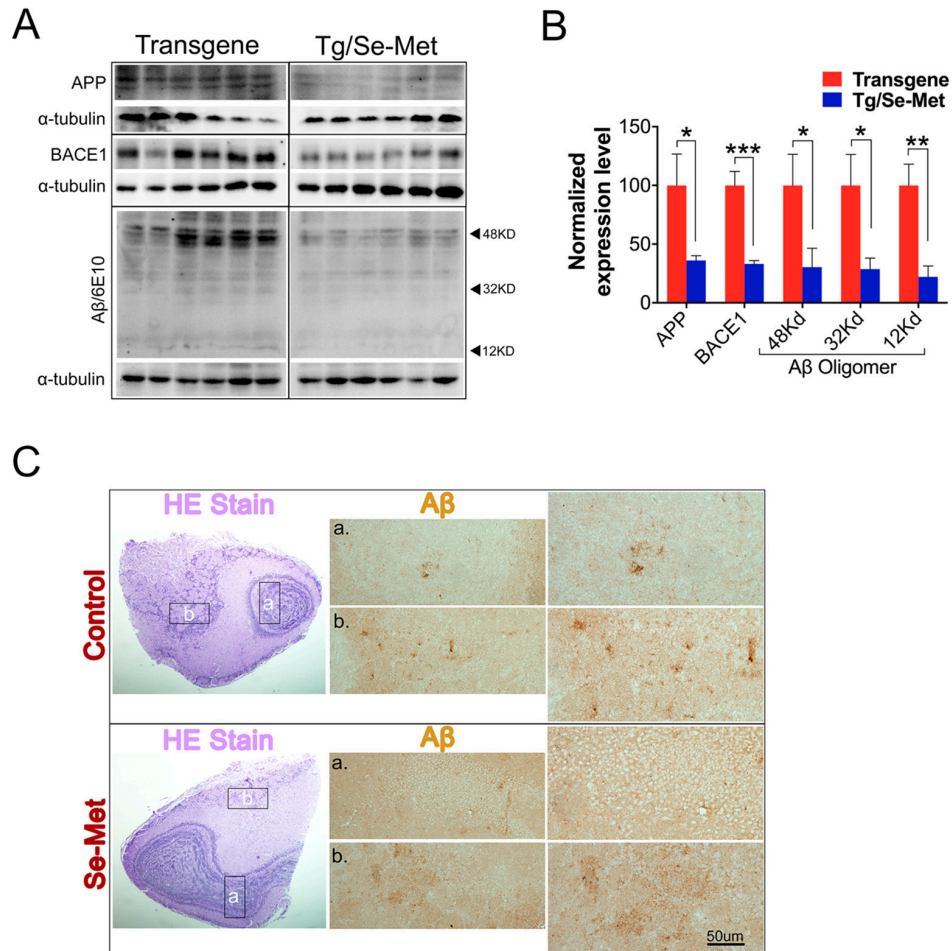 A
Transgene
Tg/Se-Met
APP
α-tubulin
BACE1
α-tubulin
Aβ/6E10
48KD
32KD
12KD
α-tubulin
B
Transgene
Tg/Se-Met
Normalized
expression level
150
100
50
0
*
***
*
*
**
APP
BACE1
48Kd
32Kd
12Kd
Aβ Oligomer
C
HE Stain
Aβ
Control
a
b
a.
b.
HE Stain
Aβ
Se-Met
b
a
a.
b.
50um